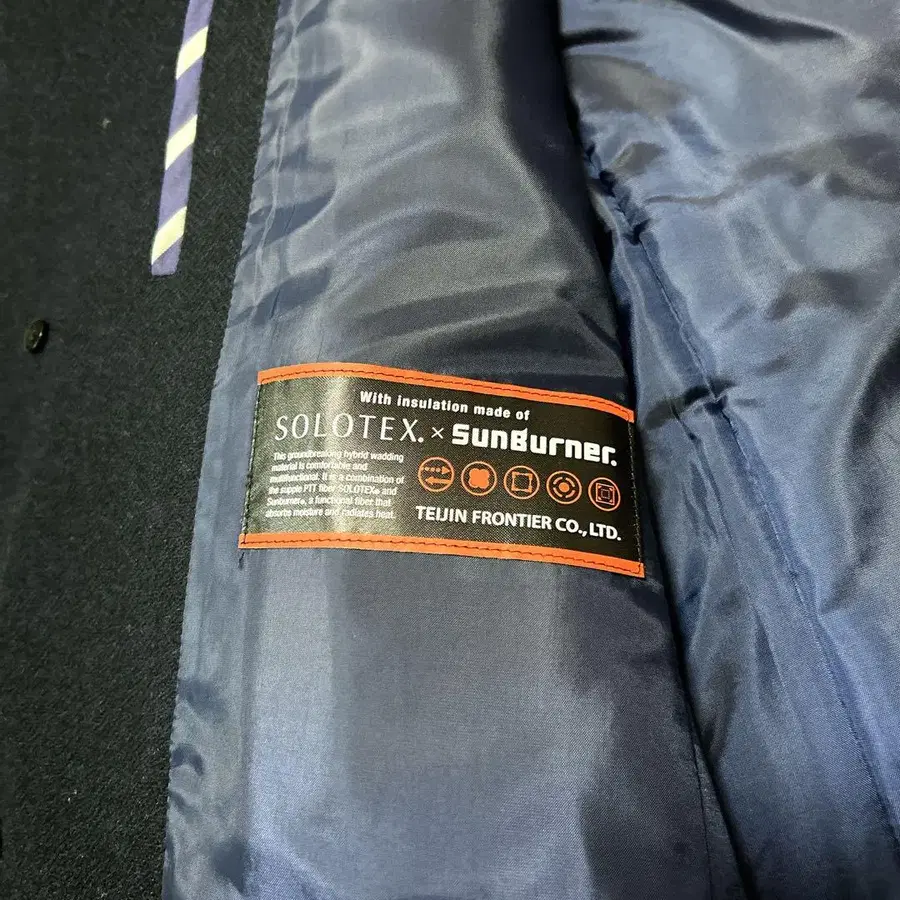 With insulation made of
SOLOTEX. × SunBurner.
This groundbreaking hybrid wadding
material is comfortable and
multifunctional. It is a combination of
the supple PTT fiber SOLOTEX® and
Sunburner®, a functional fiber that
absorbs moisture and radiates heat.
TEIJIN FRONTIER CO., LTD.